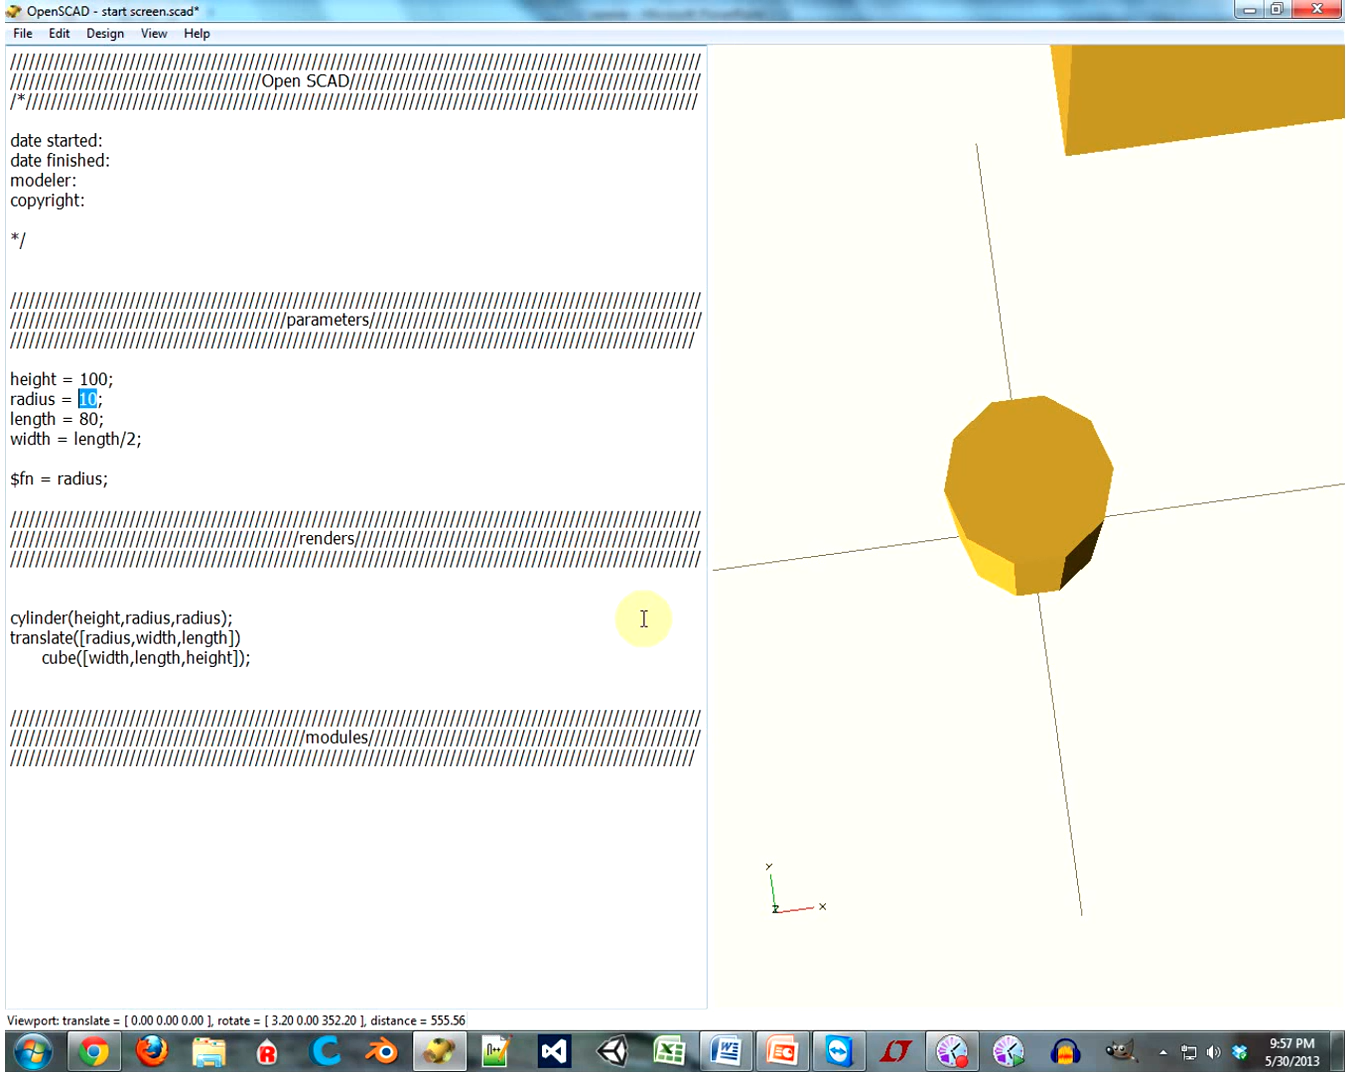 OpenSCAD - start screen.scad*
File Edit Design View Help
//////////////////////////////////////////////////////////////////////////////////////////////////////////////
////////////////////////////////////////Open SCAD////////////////////////////////////////////////////////
/*///////////////////////////////////////////////////////////////////////////////////////////////////////////
date started:
date finished:
modeler:
copyright:
*/
//////////////////////////////////////////////////////////////////////////////////////////////////////////////
////////////////////////////////////////////parameters/////////////////////////////////////////////////////
/////////////////////////////////////////////////////////////////////////////////////////////////////////////
height = 100;
radius = 10;
length = 80;
width = length/2;
$fn = radius;
//////////////////////////////////////////////////////////////////////////////////////////////////////////////
//////////////////////////////////////////////renders///////////////////////////////////////////////////////
//////////////////////////////////////////////////////////////////////////////////////////////////////////////
cylinder(height,radius,radius);
translate([radius,width,length])
cube([width,length,height]);
//////////////////////////////////////////////////////////////////////////////////////////////////////////////
///////////////////////////////////////////////modules/////////////////////////////////////////////////////
/////////////////////////////////////////////////////////////////////////////////////////////////////////////
Y
Z
X
Viewport: translate = [ 0.00 0.00 0.00 ], rotate = [ 3.20 0.00 352.20 ], distance = 555.56
9:57 PM
5/30/2013